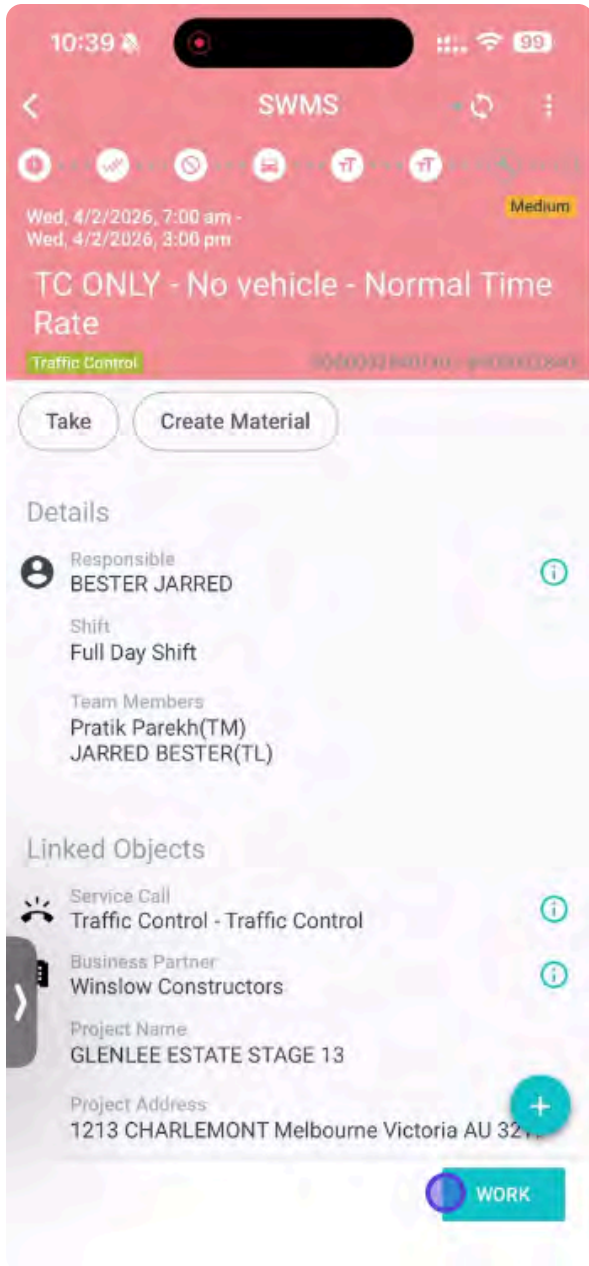 10:39
99
SWMS
Wed, 4/2/2026, 7:00 am -
Medium
Wed, 4/2/2026, 3:00 pm
TC ONLY - No vehicle - Normal Time
Rate
Traffic Control
Take
Create Material
Details
Responsible
BESTER JARRED
Shift
Full Day Shift
Team Members
Pratik Parekh(TM)
JARRED BESTER(TL)
Linked Objects
Service Call
Traffic Control - Traffic Control
Business Partner
Winslow Constructors
Project Name
GLENLEE ESTATE STAGE 13
Project Address
1213 CHARLEMONT Melbourne Victoria AU
WORK